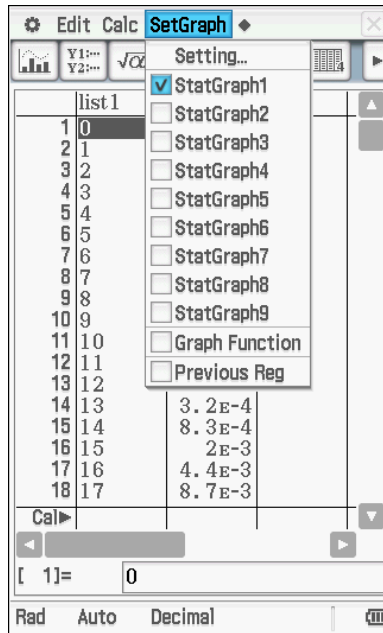 Edit Calc SetGraph
Y1:···
Y2:···
Setting...
StatGraph1
StatGraph2
StatGraph3
StatGraph4
StatGraph5
StatGraph6
StatGraph7
StatGraph8
StatGraph9
Graph Function
Previous Reg
list1
1 0
2 1
3 2
4 3
5 4
6 5
7 6
8 7
9 8
10 9
11 10
12 11
13 12
14 13 3.2E-4
15 14 8.3E-4
16 15 2E-3
17 16 4.4E-3
18 17 8.7E-3
Cal▶
[ 1]= 0
Rad Auto Decimal